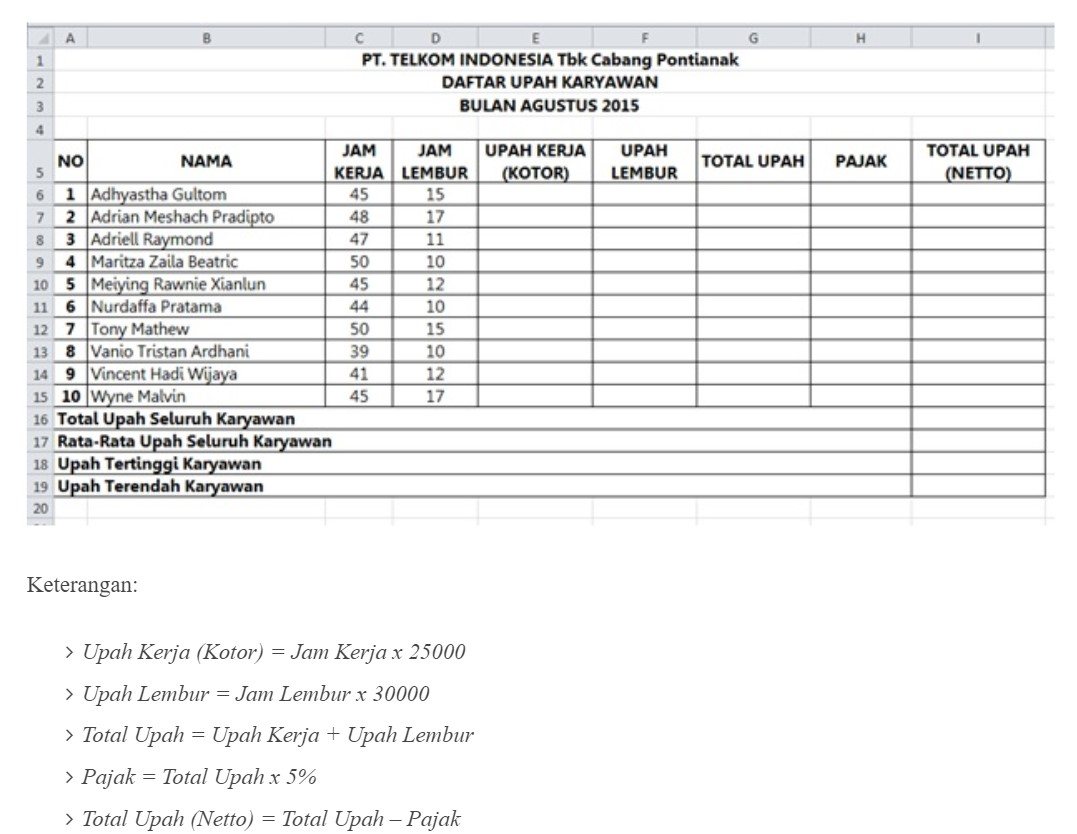 A B C D E F G H I
1 PT. TELKOM INDONESIA Tbk Cabang Pontianak
2 DAFTAR UPAH KARYAWAN
3 BULAN AGUSTUS 2015
4
5 NO NAMA JAM KERJA JAM LEMBUR UPAH KERJA (KOTOR) UPAH LEMBUR TOTAL UPAH PAJAK TOTAL UPAH (NETTO)
6 1 Adhyastha Gultom 45 15
7 2 Adrian Meshach Pradipto 48 17
8 3 Adriell Raymond 47 11
9 4 Maritza Zaila Beatric 50 10
10 5 Meiying Rawnie Xianlun 45 12
11 6 Nurdaffa Pratama 44 10
12 7 Tony Mathew 50 15
13 8 Vanio Tristan Ardhani 39 10
14 9 Vincent Hadi Wijaya 41 12
15 10 Wyne Malvin 45 17
16 Total Upah Seluruh Karyawan
17 Rata-Rata Upah Seluruh Karyawan
18 Upah Tertinggi Karyawan
19 Upah Terendah Karyawan
20
Keterangan:
> Upah Kerja (Kotor) = Jam Kerja x 25000
> Upah Lembur = Jam Lembur x 30000
> Total Upah = Upah Kerja + Upah Lembur
> Pajak = Total Upah x 5%
> Total Upah (Netto) = Total Upah – Pajak